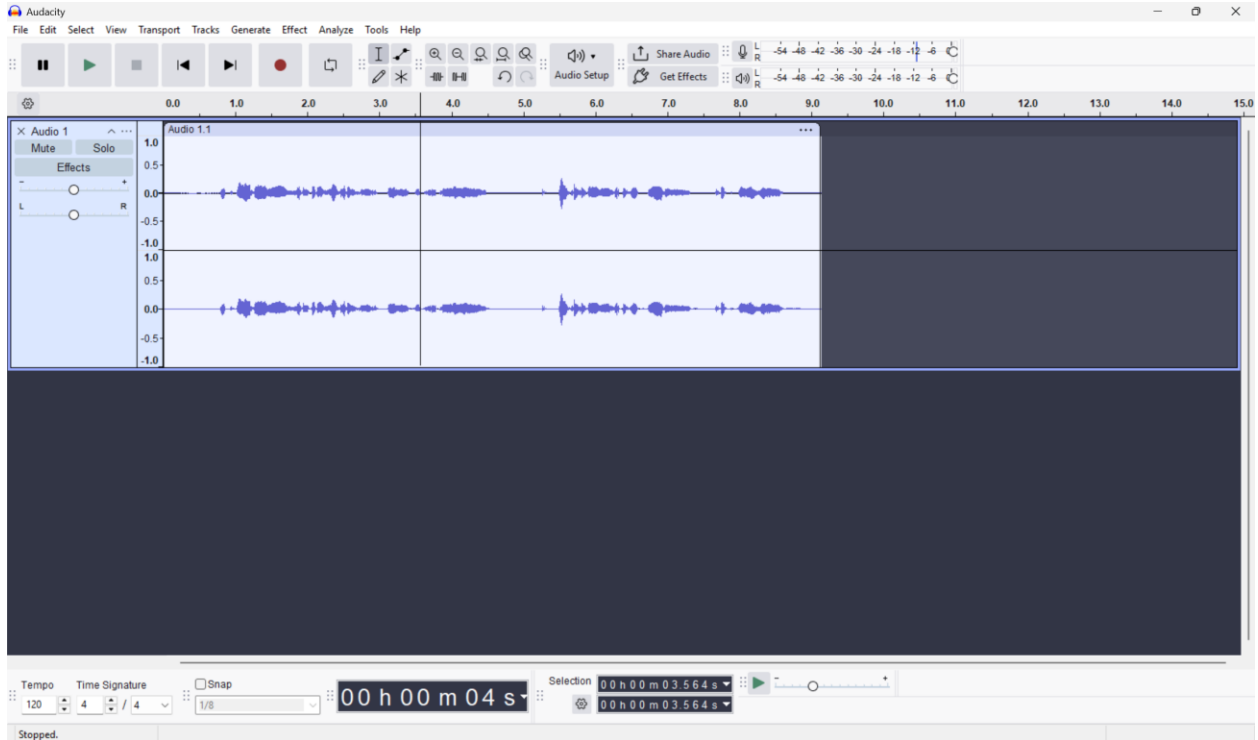 Audacity
File Edit Select View Transport Tracks Generate Effect Analyze Tools Help
Audio Setup
Share Audio
Get Effects
L R -54 -48 -42 -36 -30 -24 -18 -12 -6 0
L R -54 -48 -42 -36 -30 -24 -18 -12 -6 0
0.0 1.0 2.0 3.0 4.0 5.0 6.0 7.0 8.0 9.0 10.0 11.0 12.0 13.0 14.0 15.0
Audio 1
Mute Solo
Effects
- +
L R
1.0
0.5
0.0
-0.5
-1.0
1.0
0.5
0.0
-0.5
-1.0
Audio 1.1
Tempo
120
Time Signature
4 / 4
Snap
1/8
00 h 00 m 04 s
Selection
00 h 00 m 03.564 s
00 h 00 m 03.564 s
- +
Stopped.